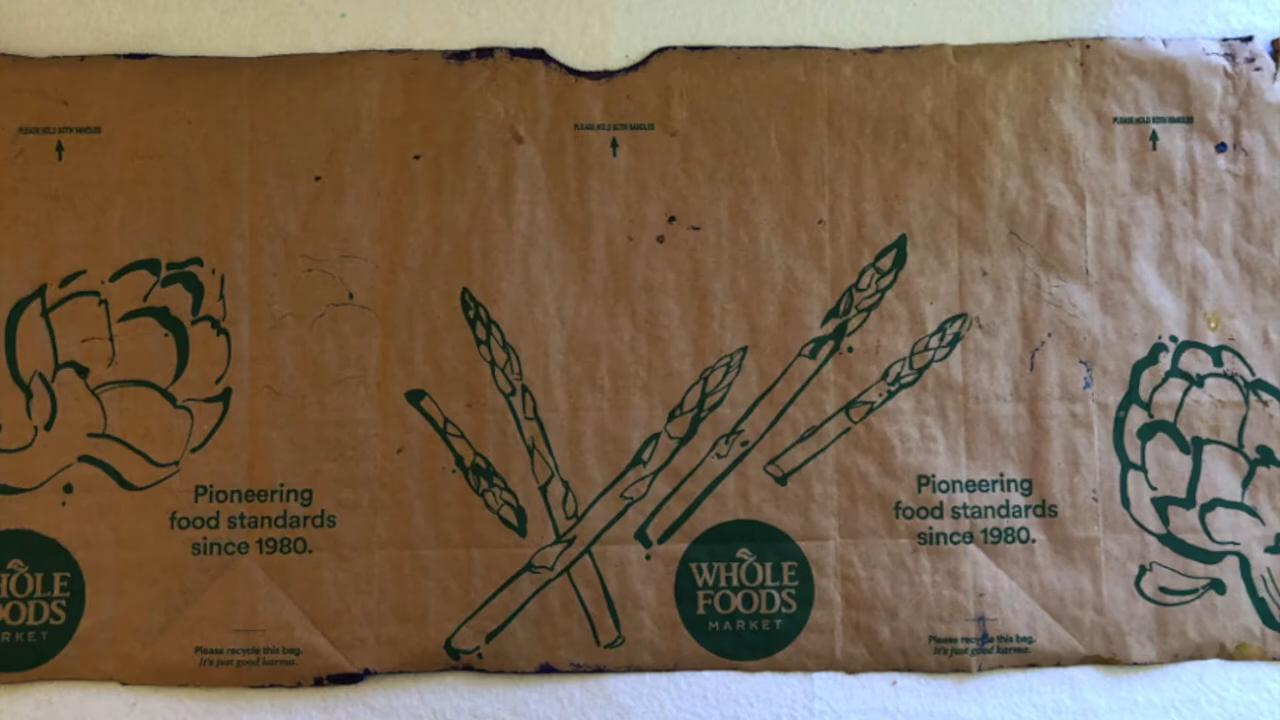 PLEASE HOLD BOTH HANDLES
PLEASE HOLD BOTH HANDLES
PLEASE HOLD BOTH HANDLES
Pioneering
food standards
since 1980.
HOLE
OODS
RKET
Please recycle this bag.
It's just good karma.
WHOLE
FOODS
MARKET
Pioneering
food standards
since 1980.
Please recycle this bag.
It's just good karma.